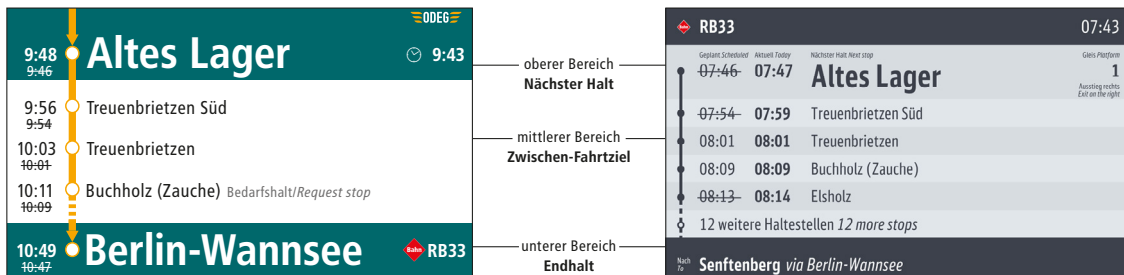 ODEG
9:48 Altes Lager 9:43
9:46
9:56 Treuenbrietzen Süd
9:54
10:03 Treuenbrietzen
10:01
10:11 Buchholz (Zauche) Bedarfshalt/Request stop
10:09
10:49 Berlin-Wannsee Bahn RB33
10:47
oberer Bereich
Nächster Halt
mittlerer Bereich
Zwischen-Fahrtziel
unterer Bereich
Endhalt
Bahn RB33 07:43
Geplant Scheduled Aktuell Today Nächster Halt Next stop Gleis Platform
07:46 07:47 Altes Lager 1
Ausstieg rechts
Exit on the right
07:54 07:59 Treuenbrietzen Süd
08:01 08:01 Treuenbrietzen
08:09 08:09 Buchholz (Zauche)
08:13 08:14 Elsholz
12 weitere Haltestellen 12 more stops
Nach
To
Senftenberg via Berlin-Wannsee